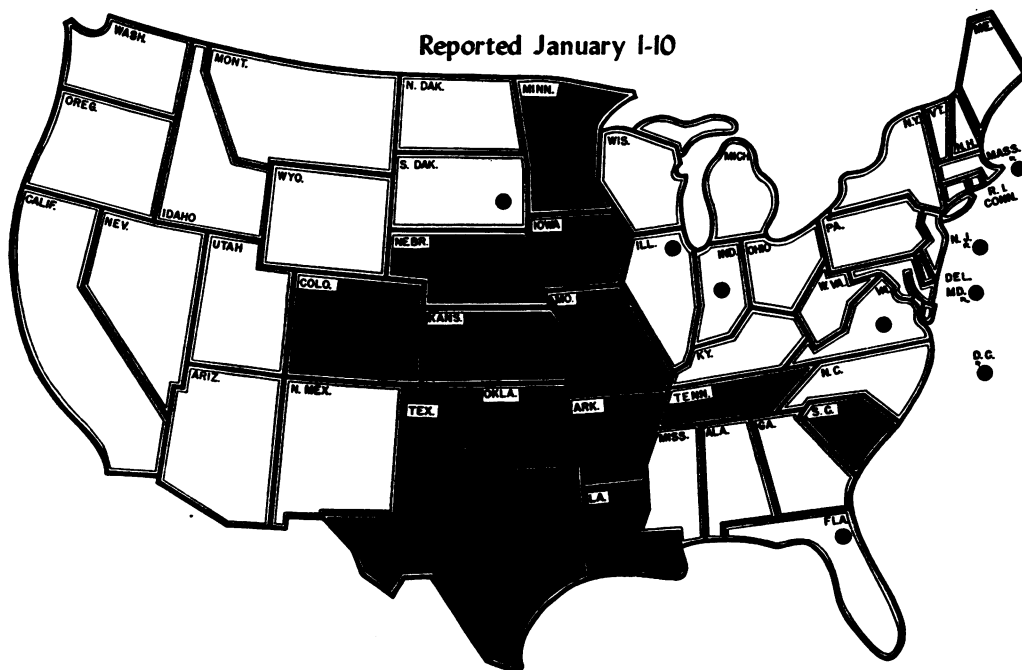 Reported January 1-10
WASH.
MONT.
N. DAK.
MINN.
ME.
OREG.
S. DAK.
WIS.
MICH.
N.Y.
VT.
N.H.
MASS.
R. I.
CONN.
IDAHO
WYO.
CALIF.
NEV.
UTAH
NEBR.
IOWA
ILL.
IND.
OHIO
PA.
N. J.
DEL.
MD.
COLO.
KANS.
MO.
W. VA.
VA.
KY.
D. C.
ARIZ.
N. MEX.
OKLA.
TEX.
ARK.
TENN.
N. C.
S. C.
MISS.
ALA.
GA.
LA.
FLA.